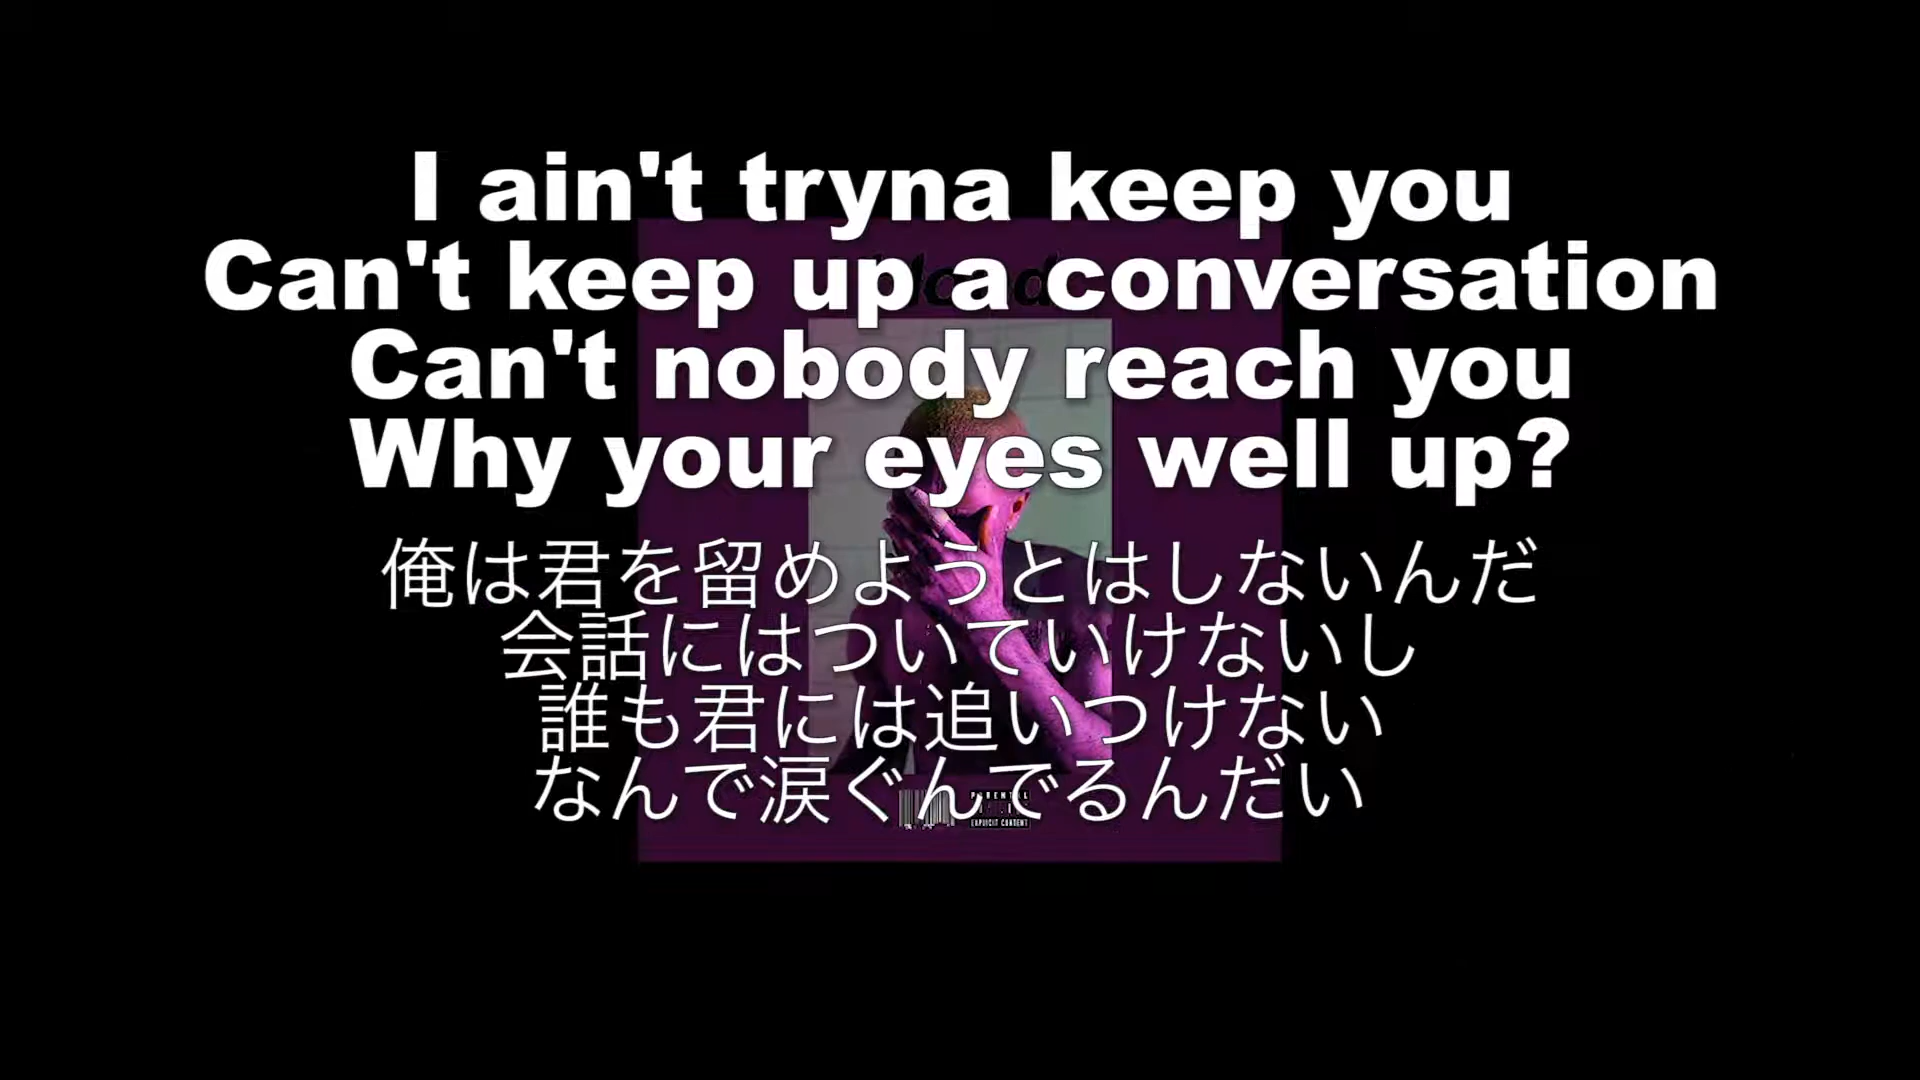 I ain't tryna keep you
Can't keep up a conversation
Can't nobody reach you
Why your eyes well up?
俺は君を留めようとはしないんだ
会話にはついていけないし
誰も君には追いつけない
なんで涙ぐんでるんだい
EXPLICIT CONTENT